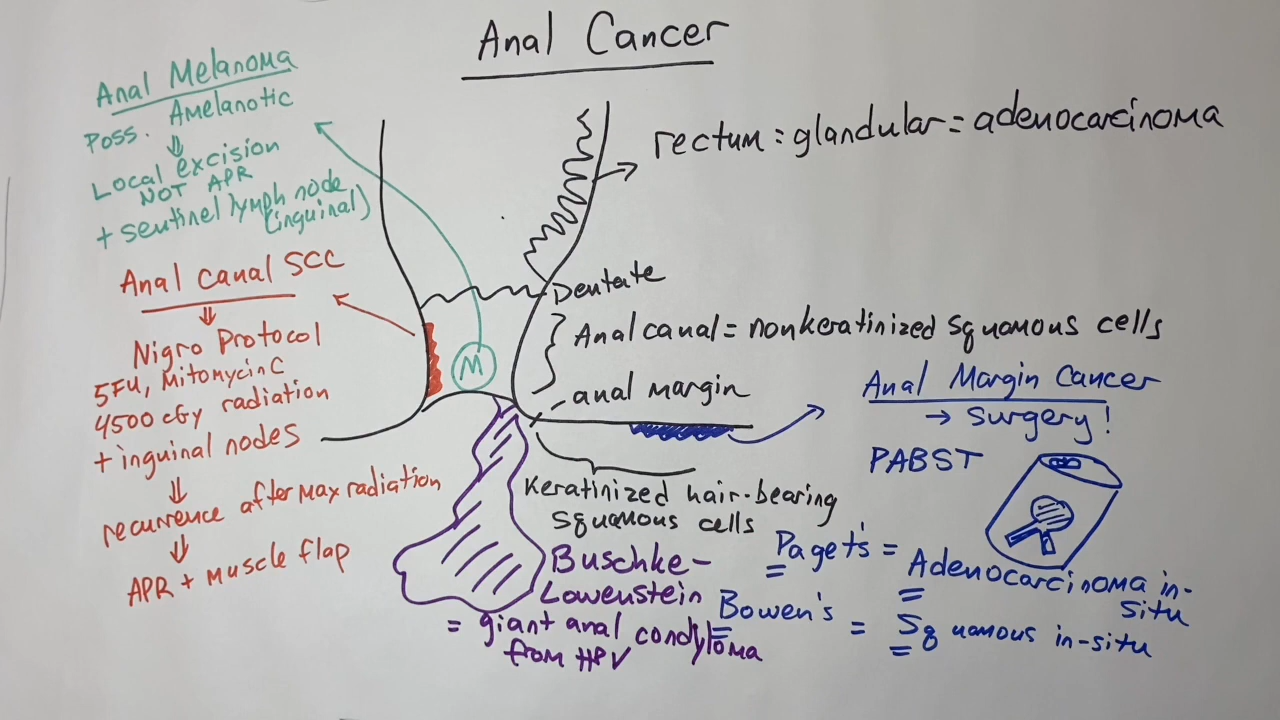 Anal Cancer
Anal Melanoma
Poss. Amelanotic
⇓
Local excision
NOT APR
+ sentinel lymph node
(inguinal)
rectum = glandular = adenocarcinoma
Dentate
Anal canal = nonkeratinized squamous cells
anal margin
M
Anal Canal SCC
⇓
Nigro Protocol
5FU, Mitomycin C
4500 cGy radiation
+ inguinal nodes
⇓
recurrence after max radiation
⇓
APR + muscle flap
Keratinized hair-bearing
squamous cells
Anal Margin Cancer
→ surgery!
PABST
Paget's = Adenocarcinoma in-
situ
Bowen's = Squamous in-situ
Buschke-
Lowenstein
= giant anal condyloma
from HPV